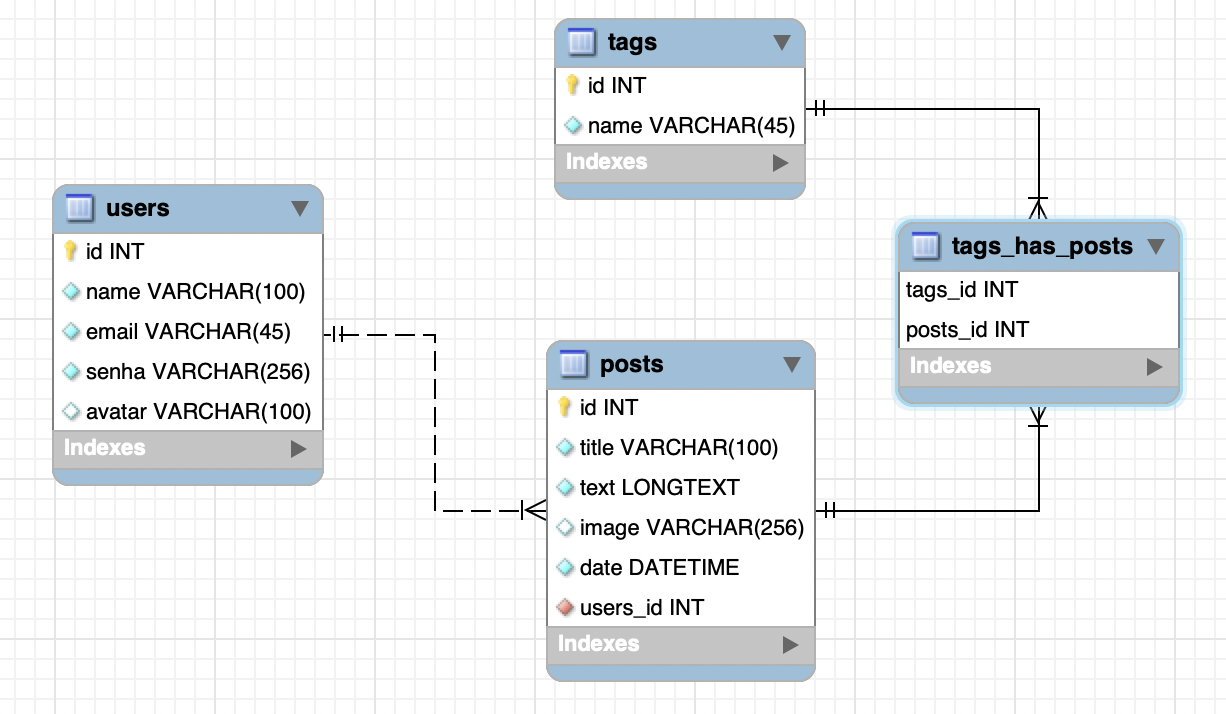 tags
id INT
name VARCHAR(45)
Indexes
users
id INT
name VARCHAR(100)
email VARCHAR(45)
senha VARCHAR(256)
avatar VARCHAR(100)
Indexes
tags_has_posts
tags_id INT
posts_id INT
Indexes
posts
id INT
title VARCHAR(100)
text LONGTEXT
image VARCHAR(256)
date DATETIME
users_id INT
Indexes